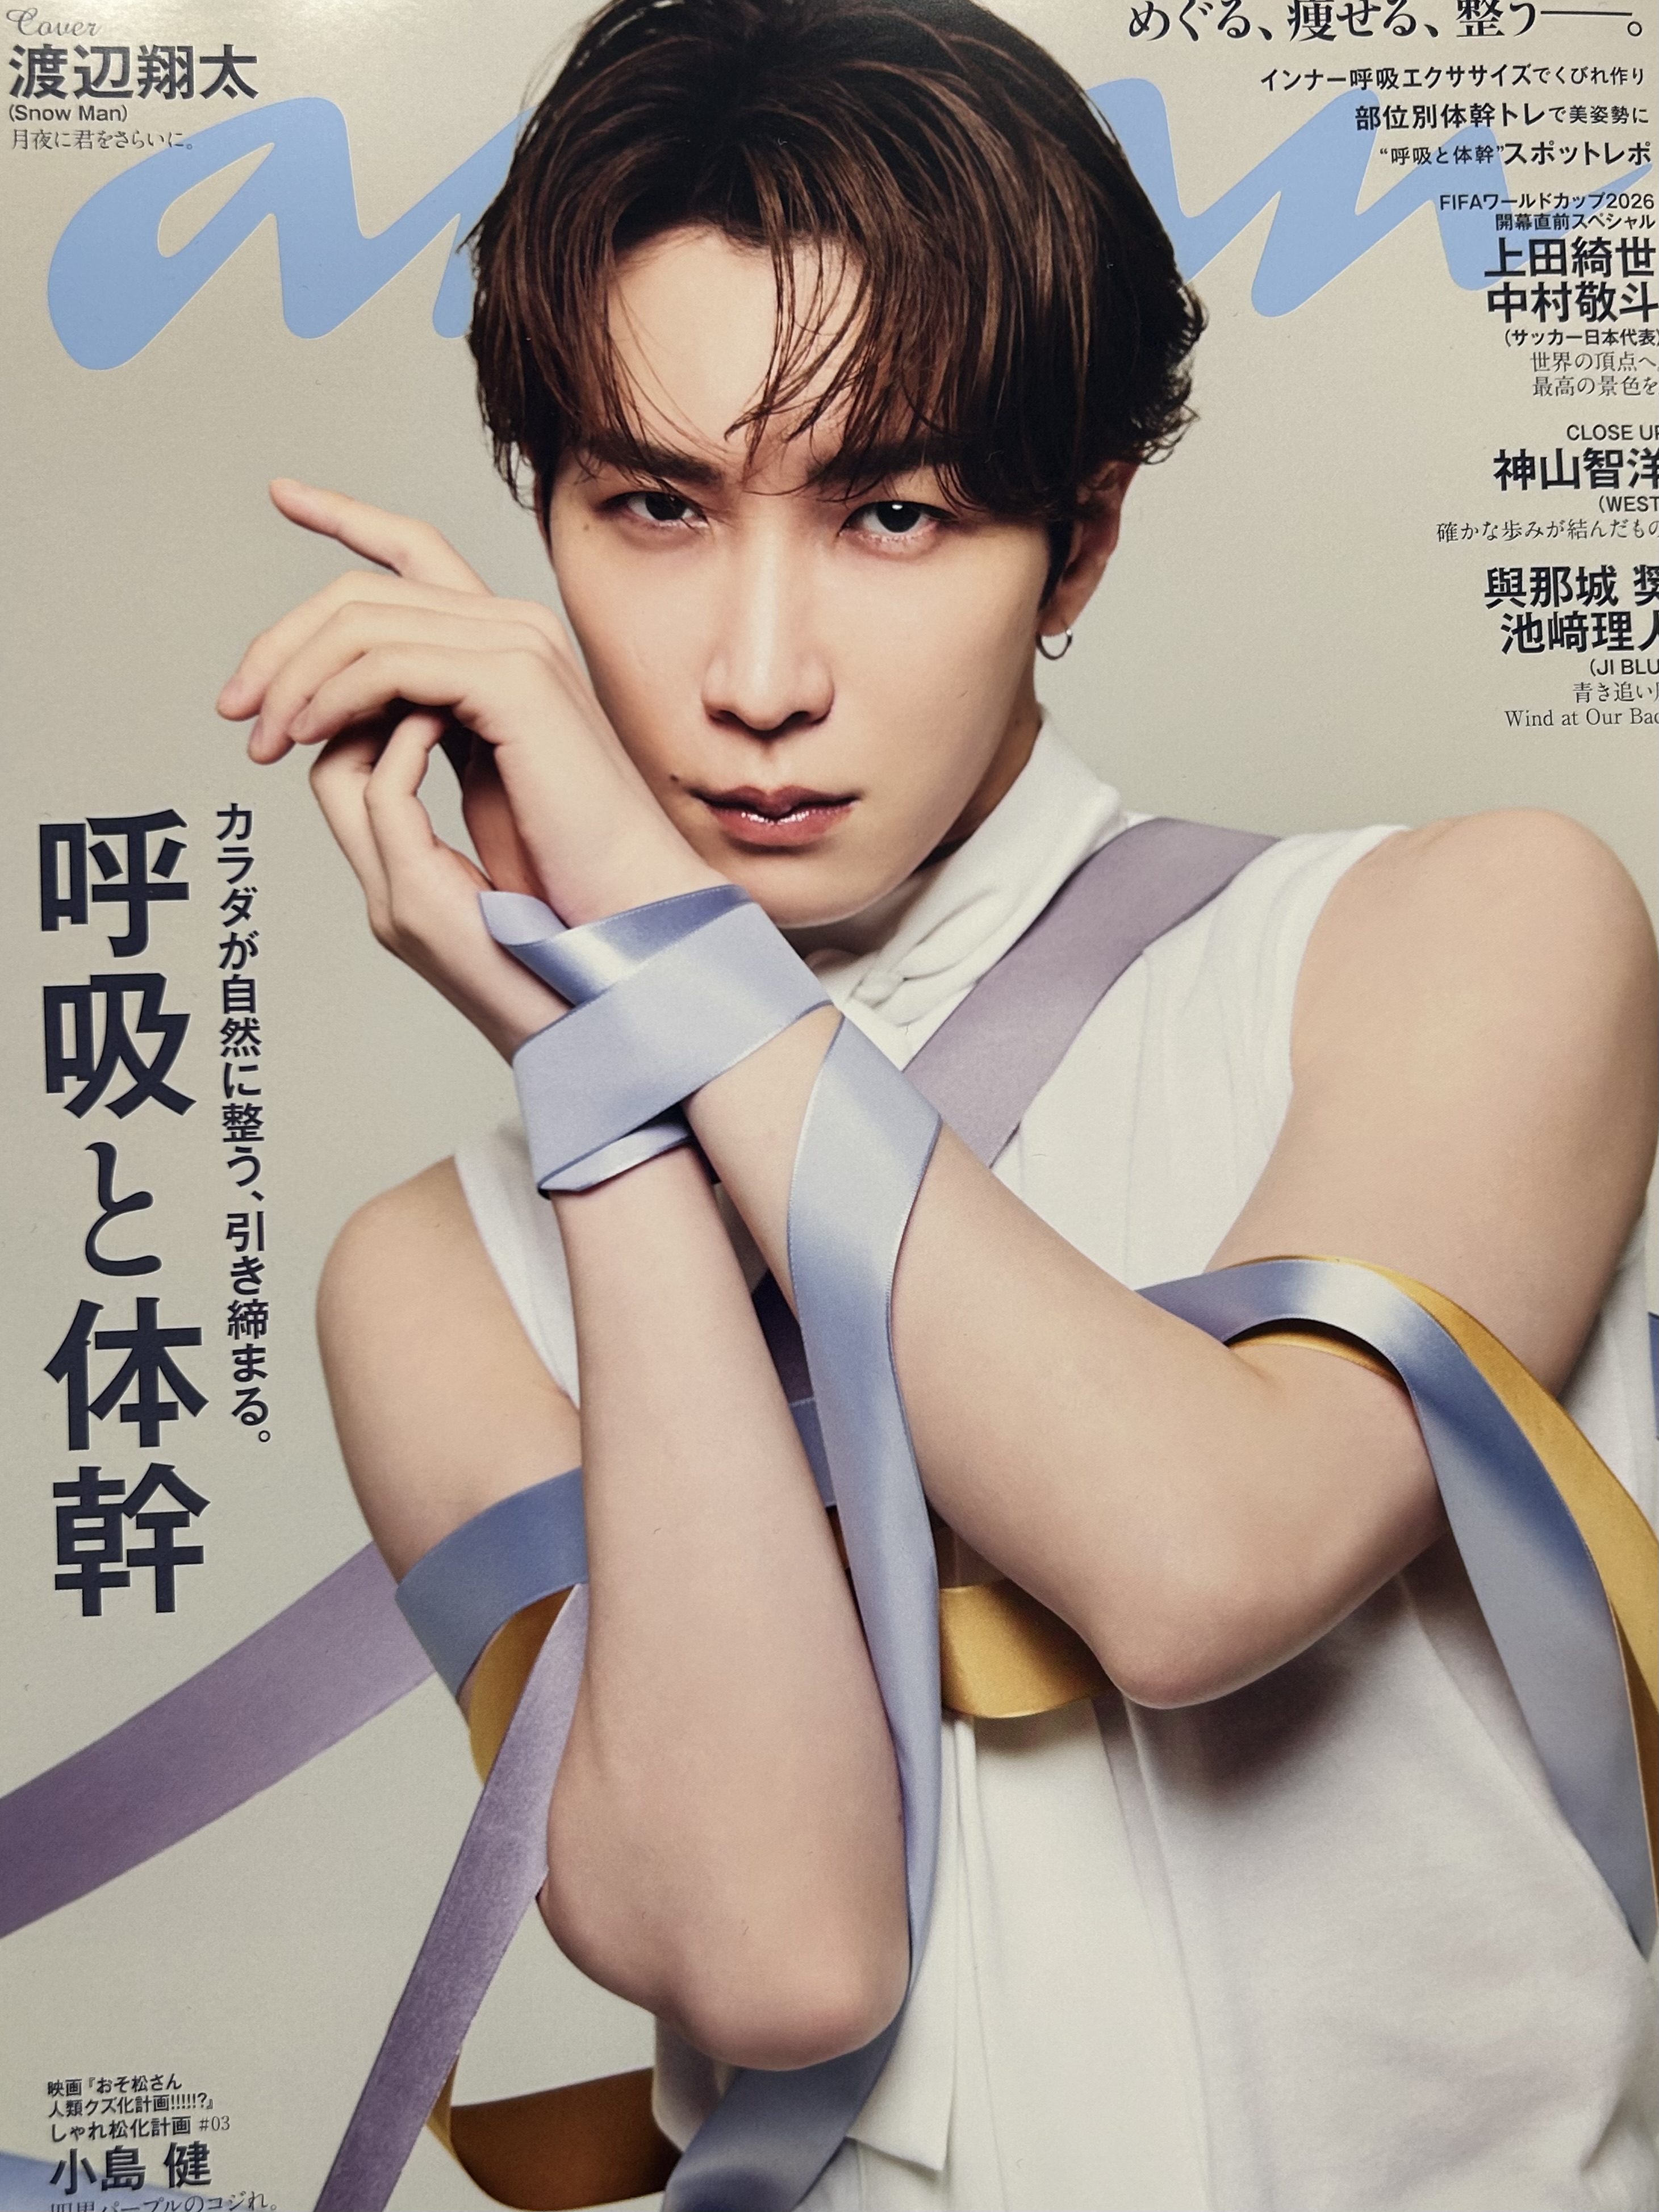 Cover
渡辺翔太
(Snow Man)
月夜に君をさらいに。
anan
めぐる、痩せる、整う──。
インナー呼吸エクササイズでくびれ作り
部位別体幹トレで美姿勢に
“呼吸と体幹”スポットレポ
FIFAワールドカップ2026
開幕直前スペシャル
上田綺世
中村敬斗
(サッカー日本代表)
世界の頂点へ。
最高の景色を
CLOSE UP
神山智洋
(WEST.
確かな歩みが結んだもの
與那城 奨
池﨑理人
(JI BLU
青き追い
Wind at Our Bac
カラダが自然に整う、引き締まる。
呼吸と体幹
映画『おそ松さん
人類クズ化計画!!!!!?』
しゃれ松化計画 #03
小島 健